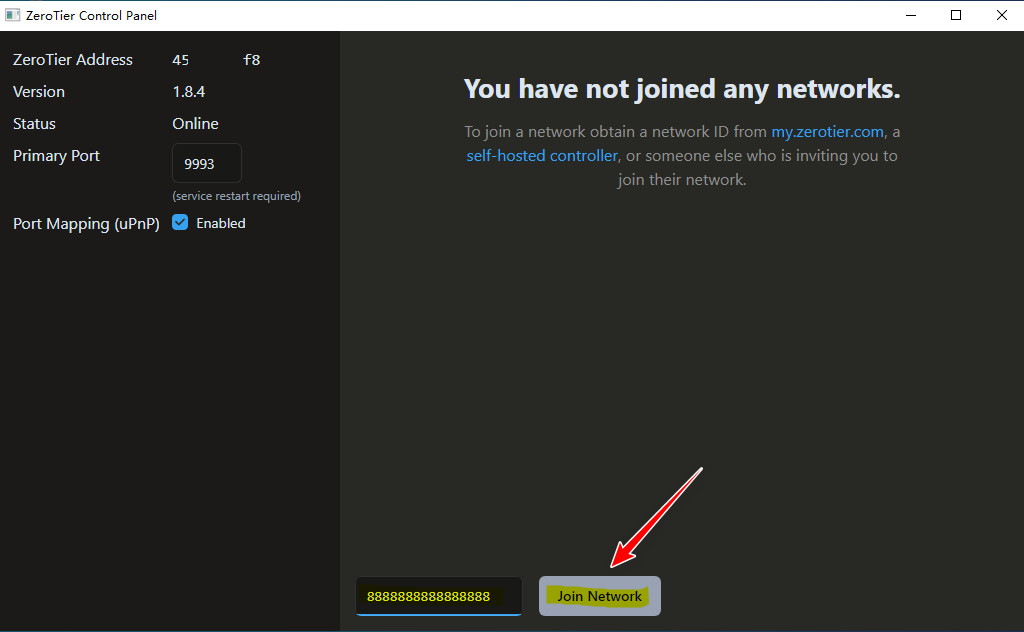 ZeroTier Control Panel
ZeroTier Address 45 f8
Version 1.8.4
Status Online
Primary Port 9993
(service restart required)
Port Mapping (uPnP) Enabled
You have not joined any networks.
To join a network obtain a network ID from my.zerotier.com, a
self-hosted controller, or someone else who is inviting you to
join their network.
8888888888888888 Join Network